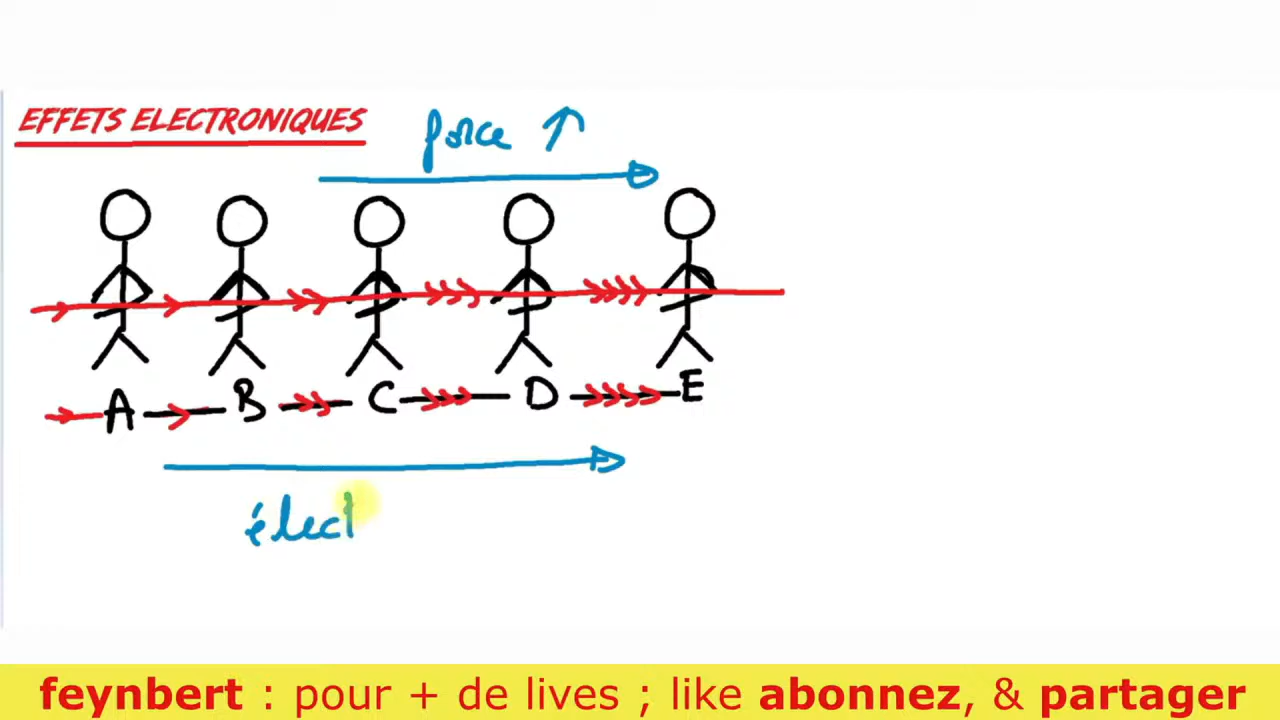 EFFETS ELECTRONIQUES
force ↑
A B C D E
élect
feynbert : pour + de lives ; like abonnez, & partager